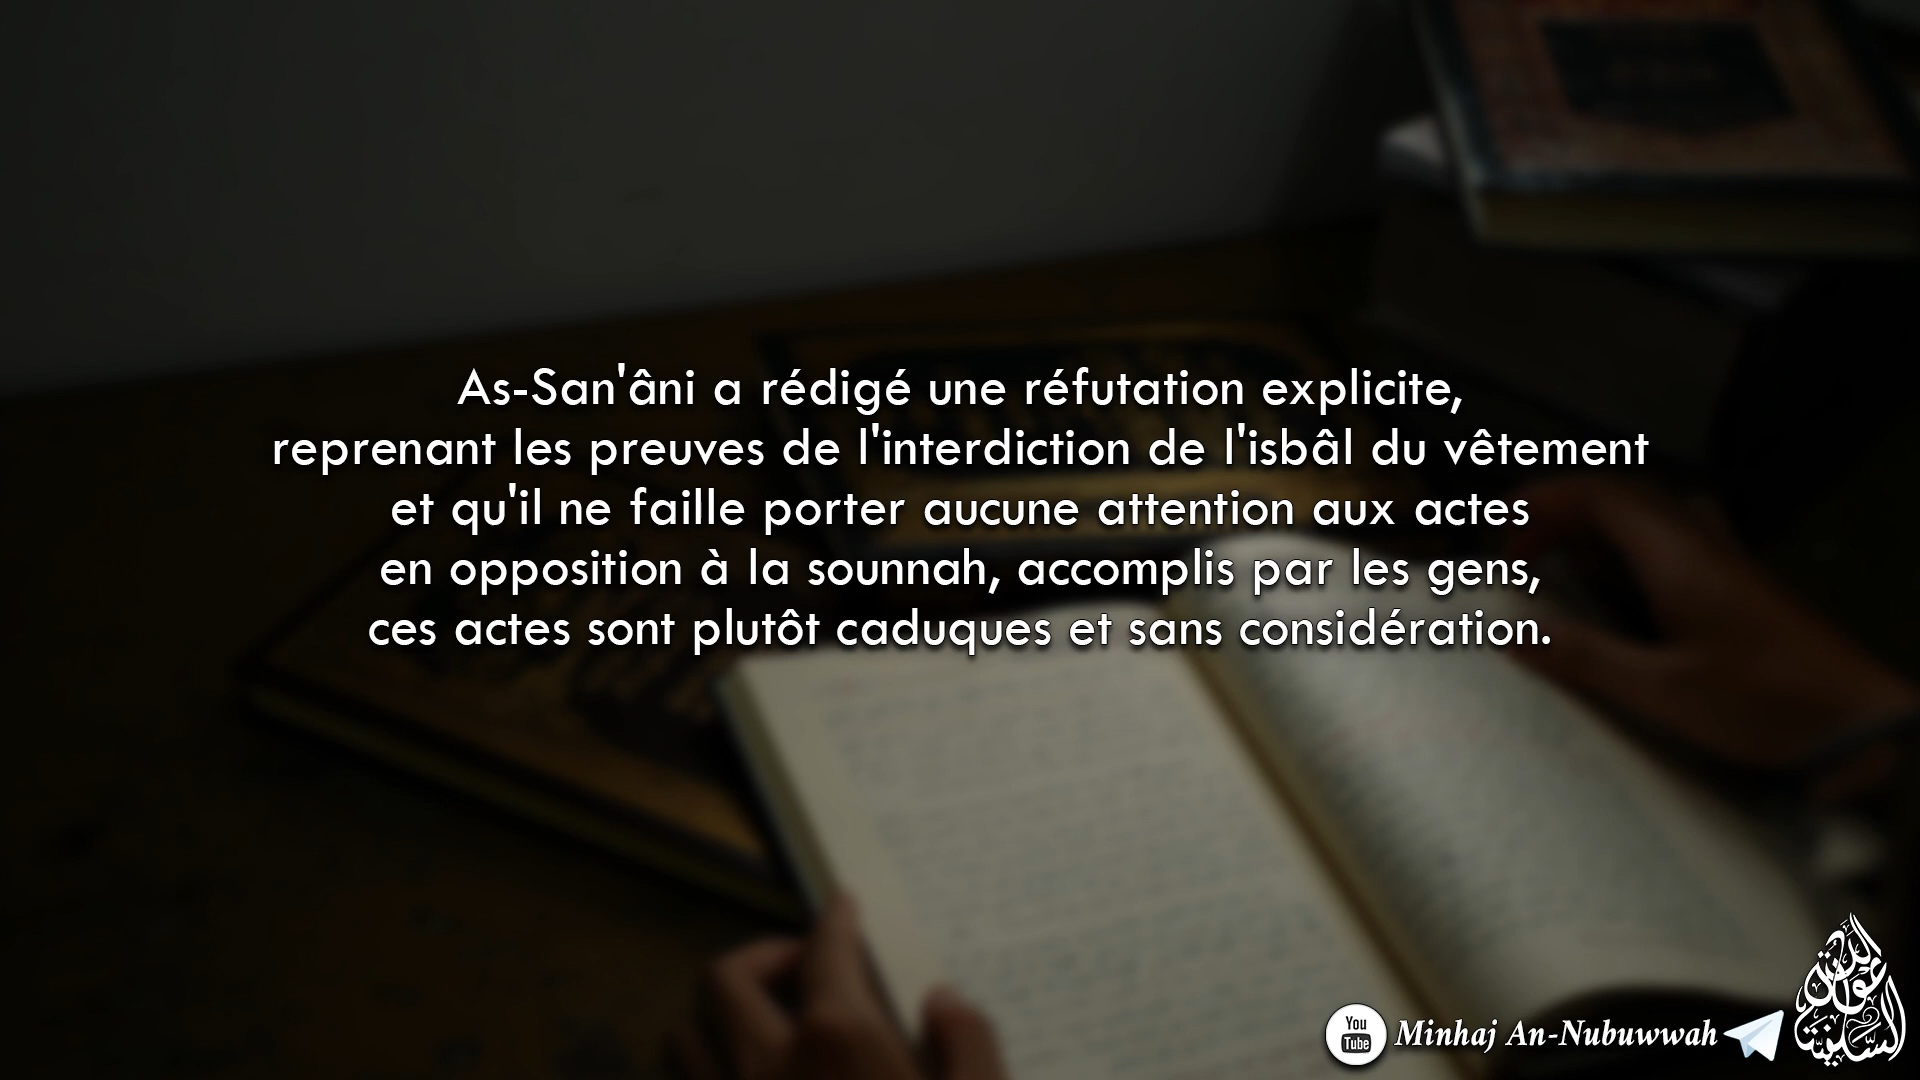 As-San'âni a rédigé une réfutation explicite,
reprenant les preuves de l'interdiction de l'isbâl du vêtement
et qu'il ne faille porter aucune attention aux actes
en opposition à la sounnah, accomplis par les gens,
ces actes sont plutôt caduques et sans considération.
You
Tube
Minhaj An-Nubuwwah